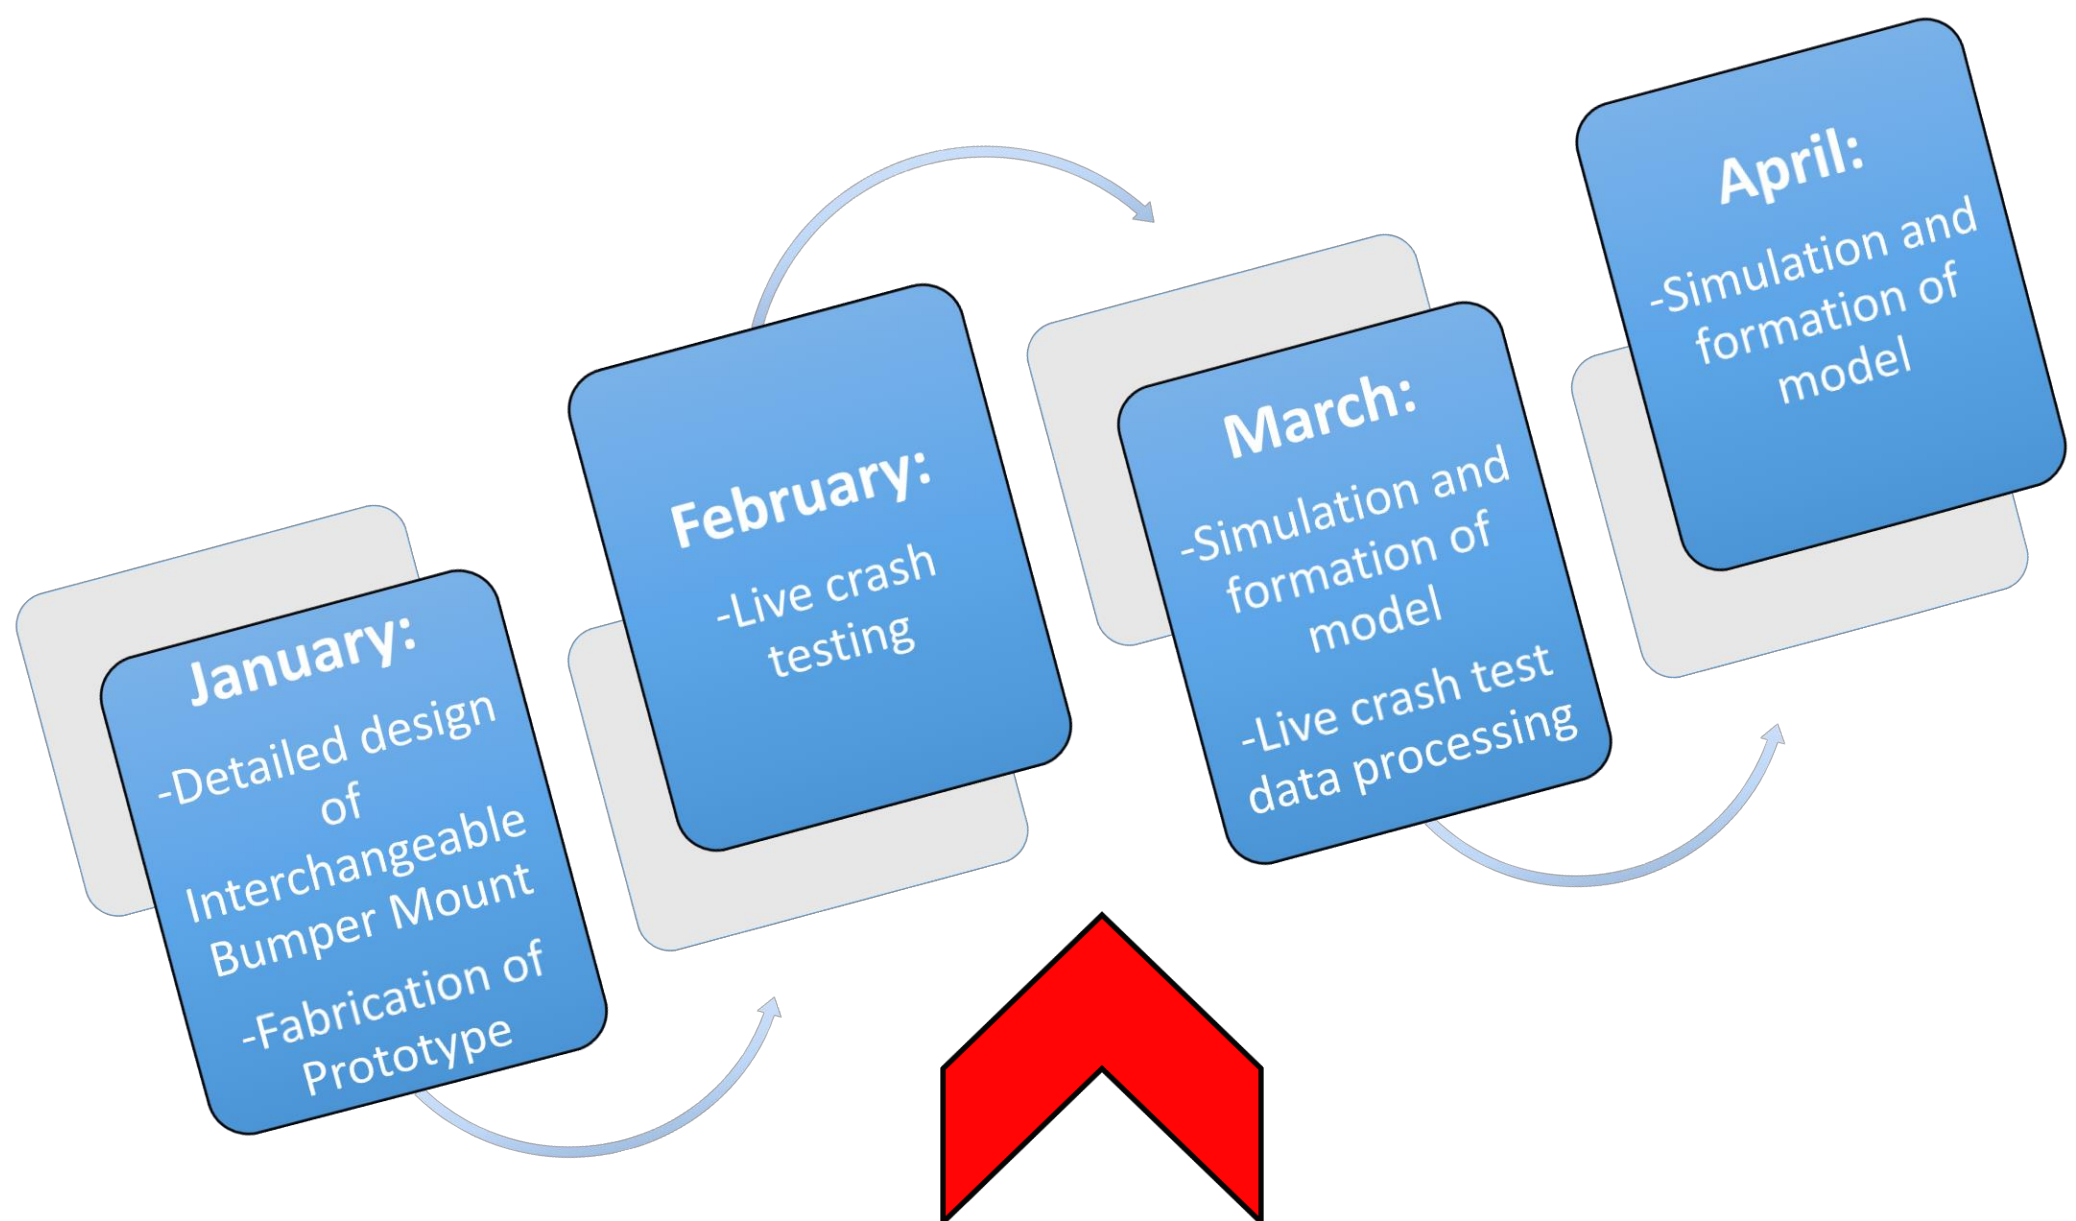 January:
-Detailed design
of
Interchangeable
Bumper Mount
-Fabrication of
Prototype
February:
-Live crash
testing
March:
-Simulation and
formation of
model
-Live crash test
data processing
April:
-Simulation and
formation of
model